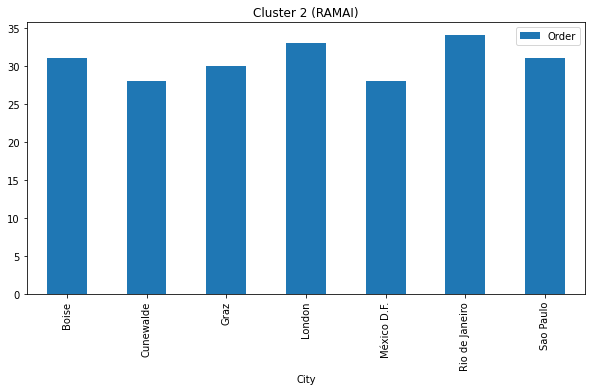 Cluster 2 (RAMAI)
Order
35
30
25
20
15
10
5
0
Boise
Cunewalde
Graz
London
México D.F.
Rio de Janeiro
Sao Paulo
City